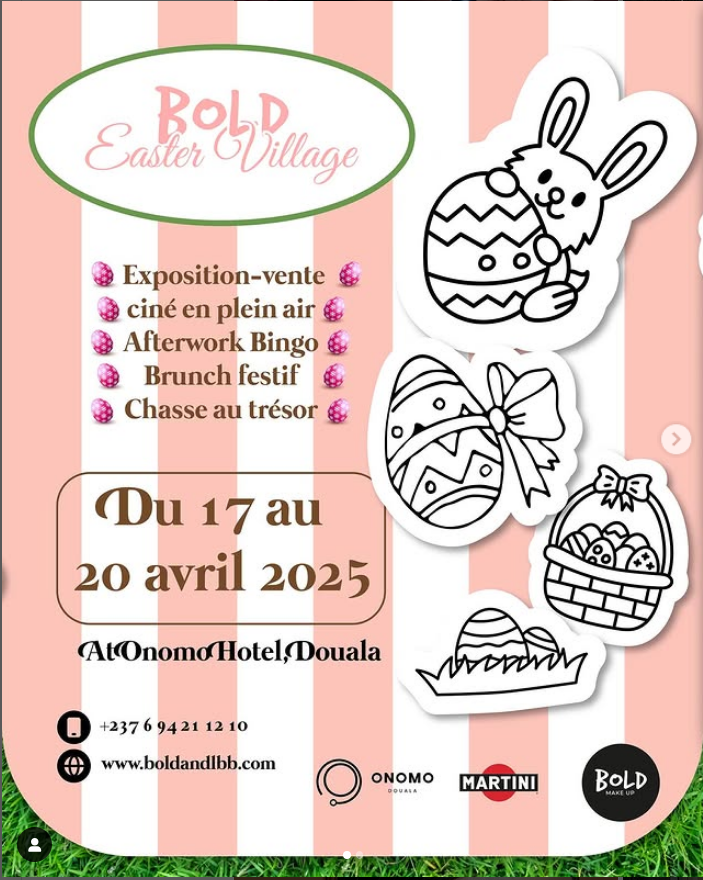 BOLD
Easter Village
Exposition-vente
ciné en plein air
Afterwork Bingo
Brunch festif
Chasse au trésor
Du 17 au
20 avril 2025
At Onomo Hotel, Douala
+237 6 94 21 12 10
www.boldandlbb.com
ONOMO
DOUALA
MARTINI
BOLD
MAKE UP